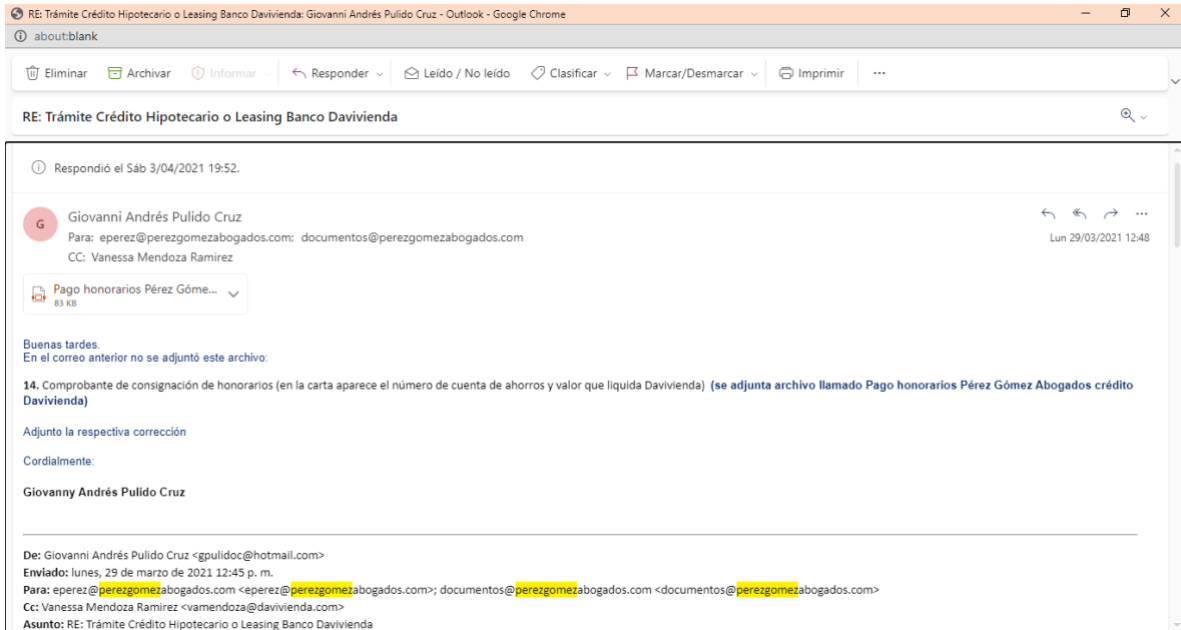 RE: Trámite Crédito Hipotecario o Leasing Banco Davivienda: Giovanni Andrés Pulido Cruz - Outlook - Google Chrome
about:blank
Eliminar Archivar Informar Responder Leído / No leído Clasificar Marcar/Desmarcar Imprimir ...
RE: Trámite Crédito Hipotecario o Leasing Banco Davivienda
Respondió el Sáb 3/04/2021 19:52.
G
Giovanni Andrés Pulido Cruz
Para: eperez@perezgomezabogados.com; documentos@perezgomezabogados.com
Lun 29/03/2021 12:48
CC: Vanessa Mendoza Ramirez
Pago honorarios Pérez Góme...
83 KB
Buenas tardes.
En el correo anterior no se adjuntó este archivo:
14. Comprobante de consignación de honorarios (en la carta aparece el número de cuenta de ahorros y valor que liquida Davivienda) (se adjunta archivo llamado Pago honorarios Pérez Gómez Abogados crédito
Davivienda)
Adjunto la respectiva corrección
Cordialmente:
Giovanny Andrés Pulido Cruz
De: Giovanni Andrés Pulido Cruz <gpulidoc@hotmail.com>
Enviado: lunes, 29 de marzo de 2021 12:45 p. m.
Para: eperez@perezgomezabogados.com <eperez@perezgomezabogados.com>; documentos@perezgomezabogados.com <documentos@perezgomezabogados.com>
Cc: Vanessa Mendoza Ramirez <vamendoza@davivienda.com>
Asunto: RE: Trámite Crédito Hipotecario o Leasing Banco Davivienda